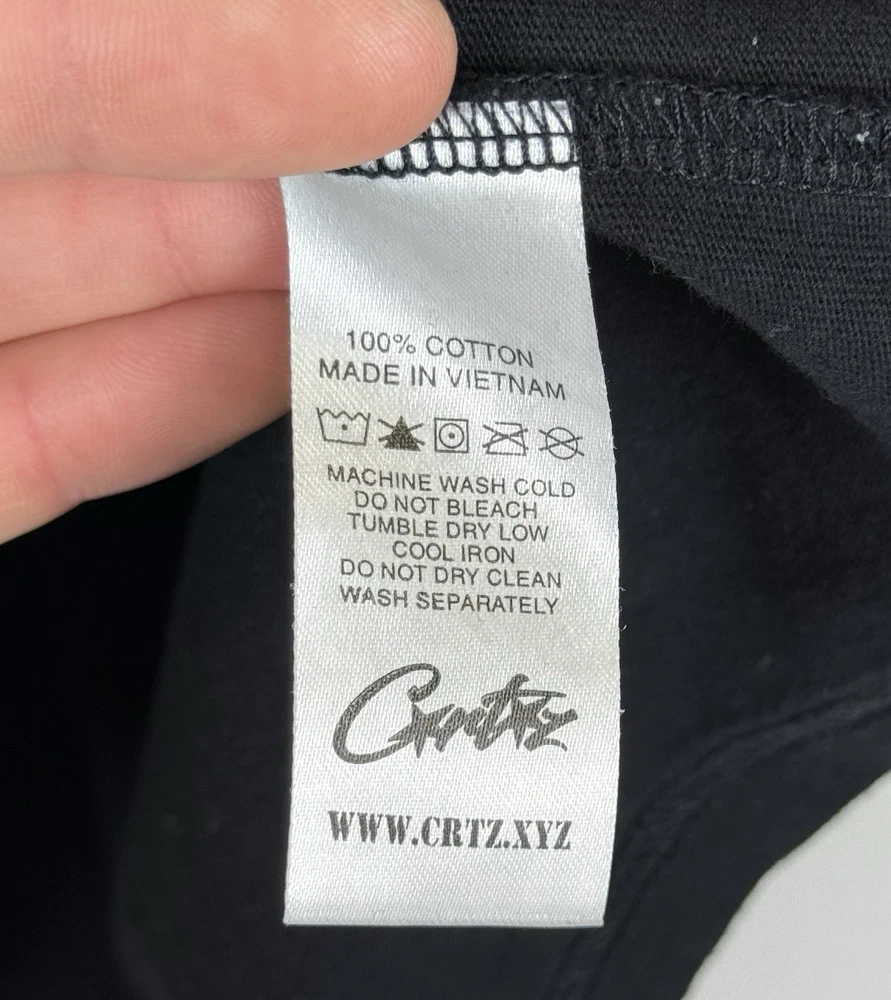 100% COTTON
MADE IN VIETNAM
MACHINE WASH COLD
DO NOT BLEACH
TUMBLE DRY LOW
COOL IRON
DO NOT DRY CLEAN
WASH SEPARATELY
Crtz
WWW.CRTZ.XYZ